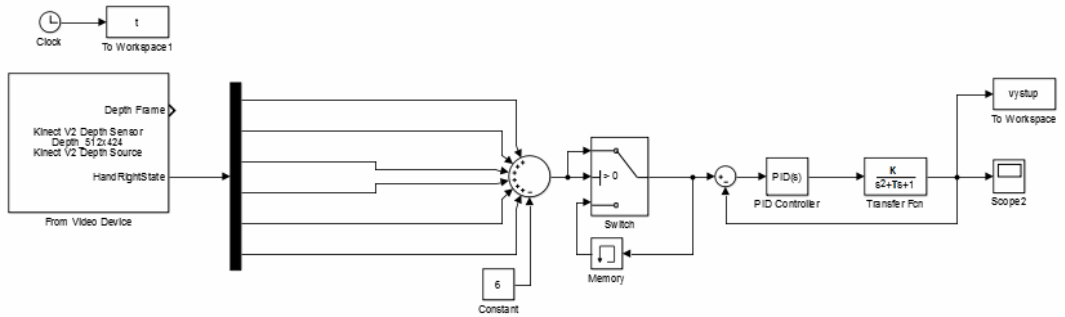 t
Clock
To Workspace1
Depth Frame
Kinect V2 Depth Sensor
Depth_512x424
Kinect V2 Depth Source
HandRightState
From Video Device
+
+
+
+
+
+
−
6
Constant
> 0
Switch
Memory
+
−
PID(s)
PID Controller
K
s²+Ts+1
Transfer Fcn
vystup
To Workspace
Scope2